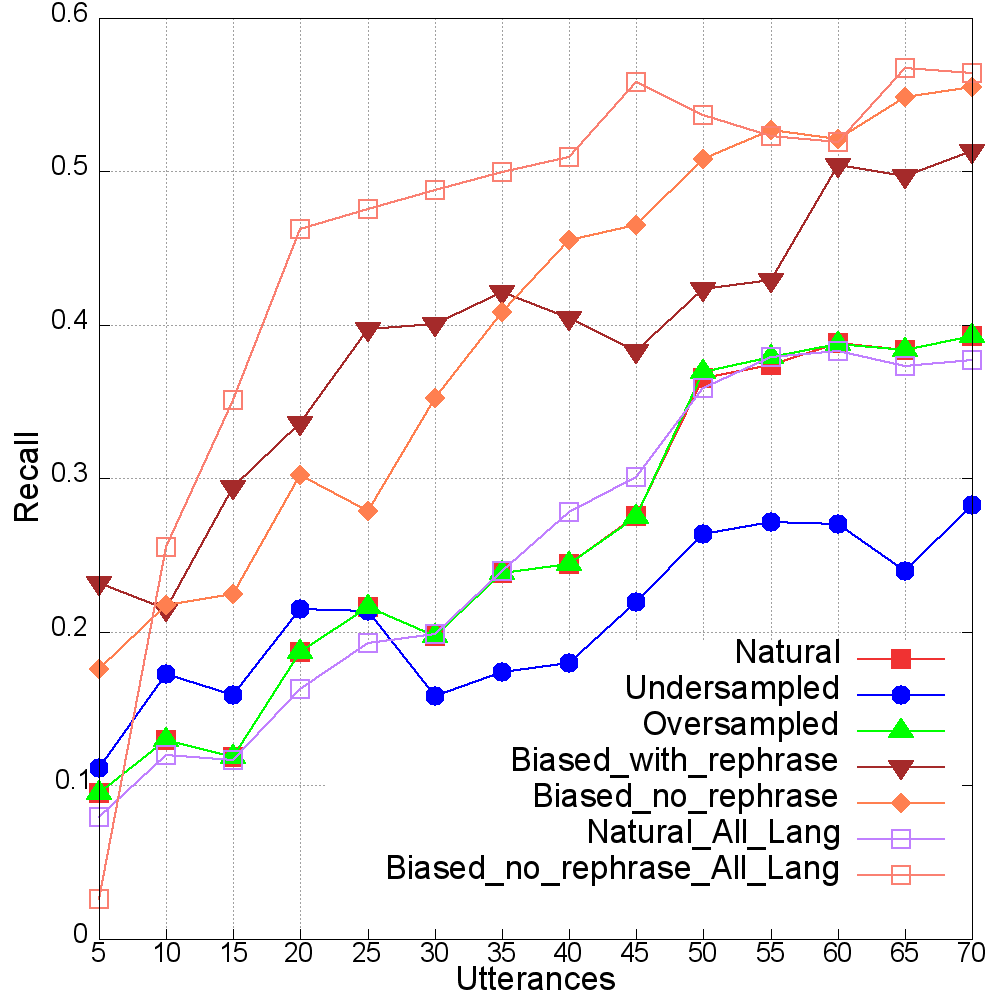 0.6
0.5
0.4
0.3
0.2
0.1
0
Recall
Natural
Undersampled
Oversampled
Biased_with_rephrase
Biased_no_rephrase
Natural_All_Lang
Biased_no_rephrase_All_Lang
5 10 15 20 25 30 35 40 45 50 55 60 65 70
Utterances